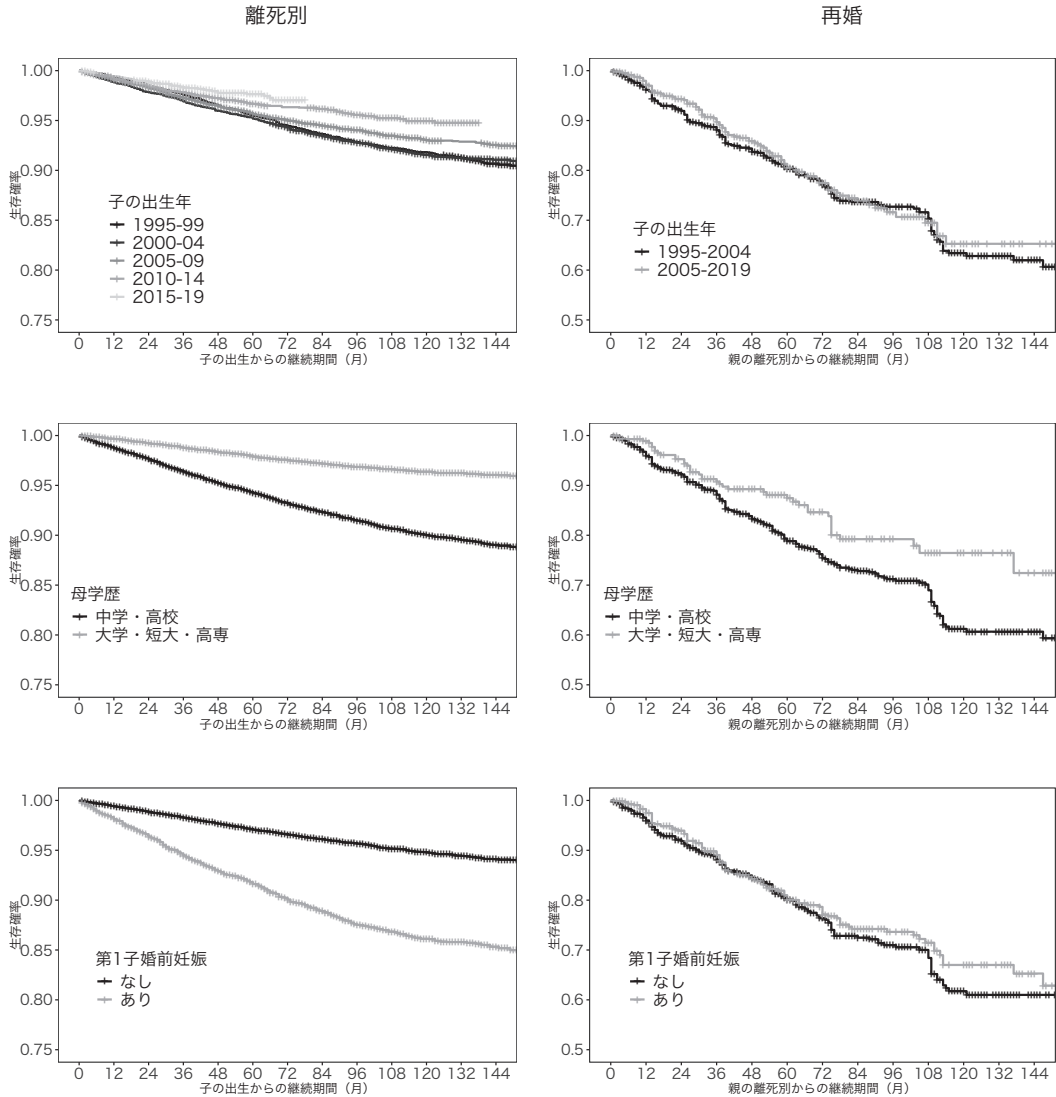 離死別
再婚
1.00
0.95
0.90
0.85
0.80
0.75
生存確率
子の出生年
1995-99
2000-04
2005-09
2010-14
2015-19
0 12 24 36 48 60 72 84 96 108 120 132 144
子の出生からの継続期間（月）
1.0
0.9
0.8
0.7
0.6
0.5
生存確率
子の出生年
1995-2004
2005-2019
0 12 24 36 48 60 72 84 96 108 120 132 144
親の離死別からの継続期間（月）
1.00
0.95
0.90
0.85
0.80
0.75
生存確率
母学歴
中学・高校
大学・短大・高専
0 12 24 36 48 60 72 84 96 108 120 132 144
子の出生からの継続期間（月）
1.0
0.9
0.8
0.7
0.6
0.5
生存確率
母学歴
中学・高校
大学・短大・高専
0 12 24 36 48 60 72 84 96 108 120 132 144
親の離死別からの継続期間（月）
1.00
0.95
0.90
0.85
0.80
0.75
生存確率
第1子婚前妊娠
なし
あり
0 12 24 36 48 60 72 84 96 108 120 132 144
子の出生からの継続期間（月）
1.0
0.9
0.8
0.7
0.6
0.5
生存確率
第1子婚前妊娠
なし
あり
0 12 24 36 48 60 72 84 96 108 120 132 144
親の離死別からの継続期間（月）